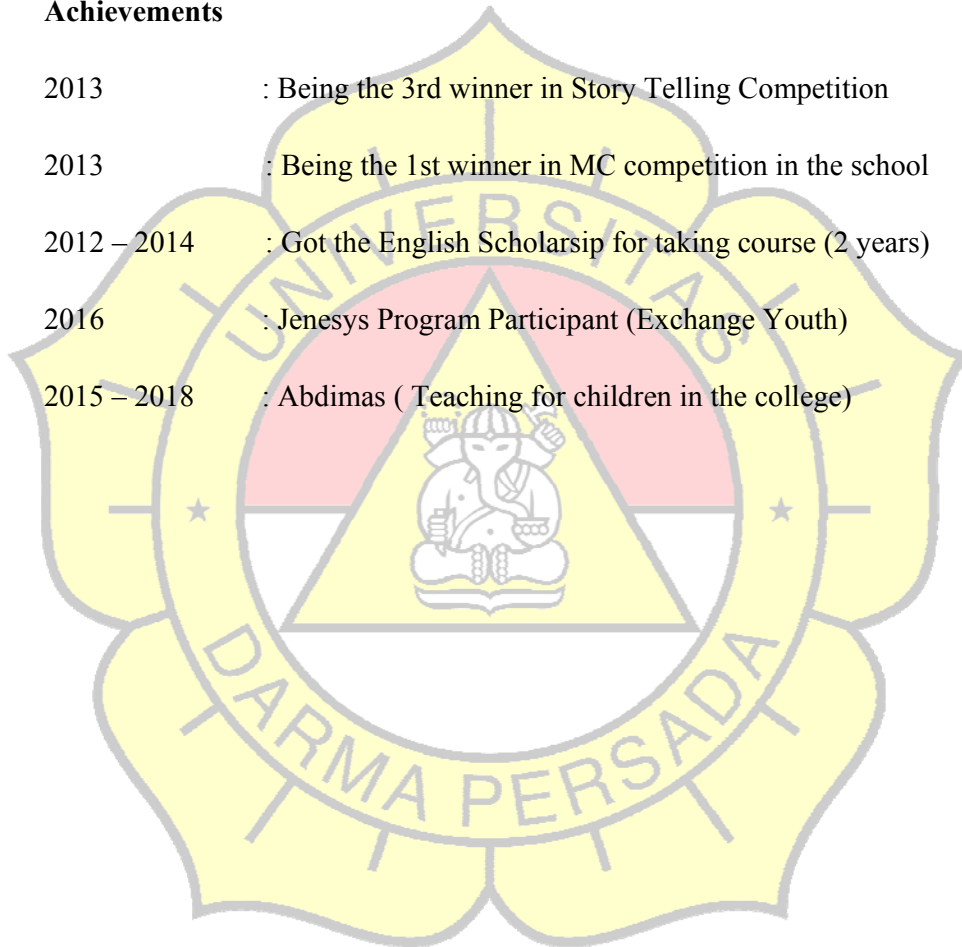 Achievements
2013 : Being the 3rd winner in Story Telling Competition
2013 : Being the 1st winner in MC competition in the school
2012 – 2014 : Got the English Scholarsip for taking course (2 years)
2016 : Jenesys Program Participant (Exchange Youth)
2015 – 2018 : Abdimas ( Teaching for children in the college)
UNIVERSITAS
DARMA PERSADA